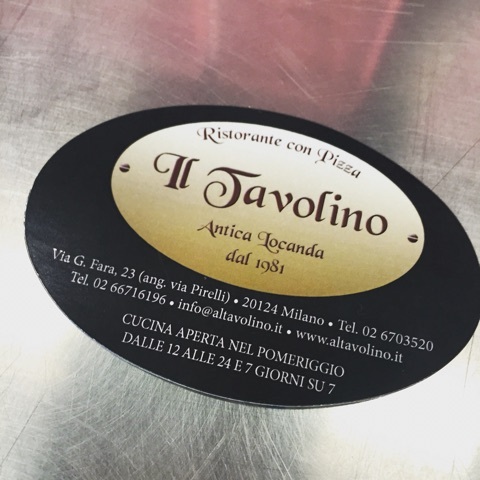 Ristorante con Pizza
Il Tavolino
Antica Locanda
dal 1981
Via G. Fara, 23 (ang. via Pirelli) • 20124 Milano • Tel. 02 6703520
Tel. 02 66716196 • info@altavolino.it • www.altavolino.it
CUCINA APERTA NEL POMERIGGIO
DALLE 12 ALLE 24 E 7 GIORNI SU 7